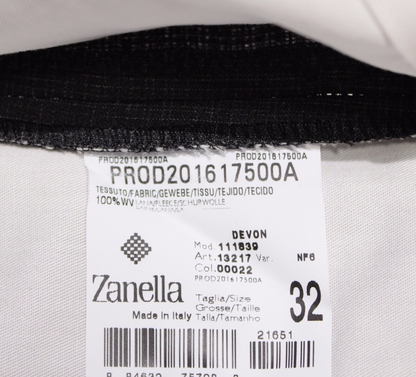 PROD201617500A PROD201617500A
PROD201617500A
TESSUTO/FABRIC/GEWEBE/TISSU/TEJIDO/TECIDO
100%WV
DEVON
Mod. 111639
Art. 13217 Var. NF6
Col. 00022
PROD201617500A
Zanella
Made in Italy
Taglia/Size
Grosse/Taille
Talla/Tamanho
32
21651